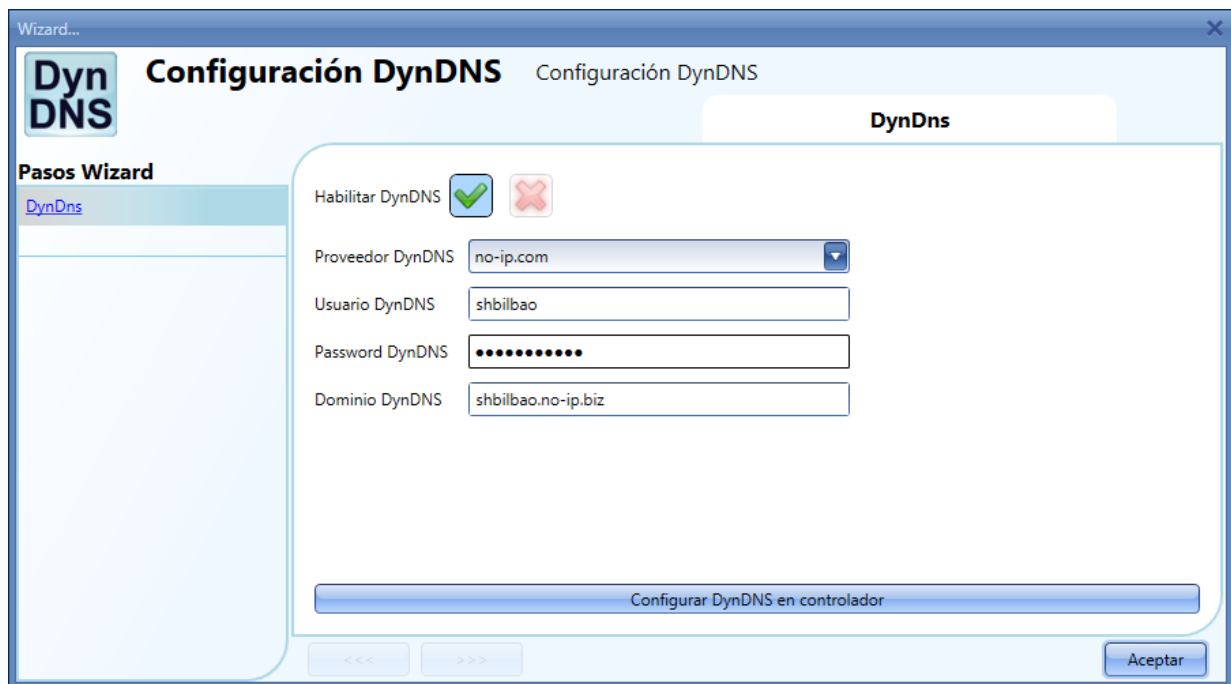 Wizard...
Dyn
DNS
Configuración DynDNS
Configuración DynDNS
DynDns
Pasos Wizard
DynDns
Habilitar DynDNS
Proveedor DynDNS
no-ip.com
Usuario DynDNS
shbilbao
Password DynDNS
●●●●●●●●●●●
Dominio DynDNS
shbilbao.no-ip.biz
Configurar DynDNS en controlador
<<<
>>>
Aceptar